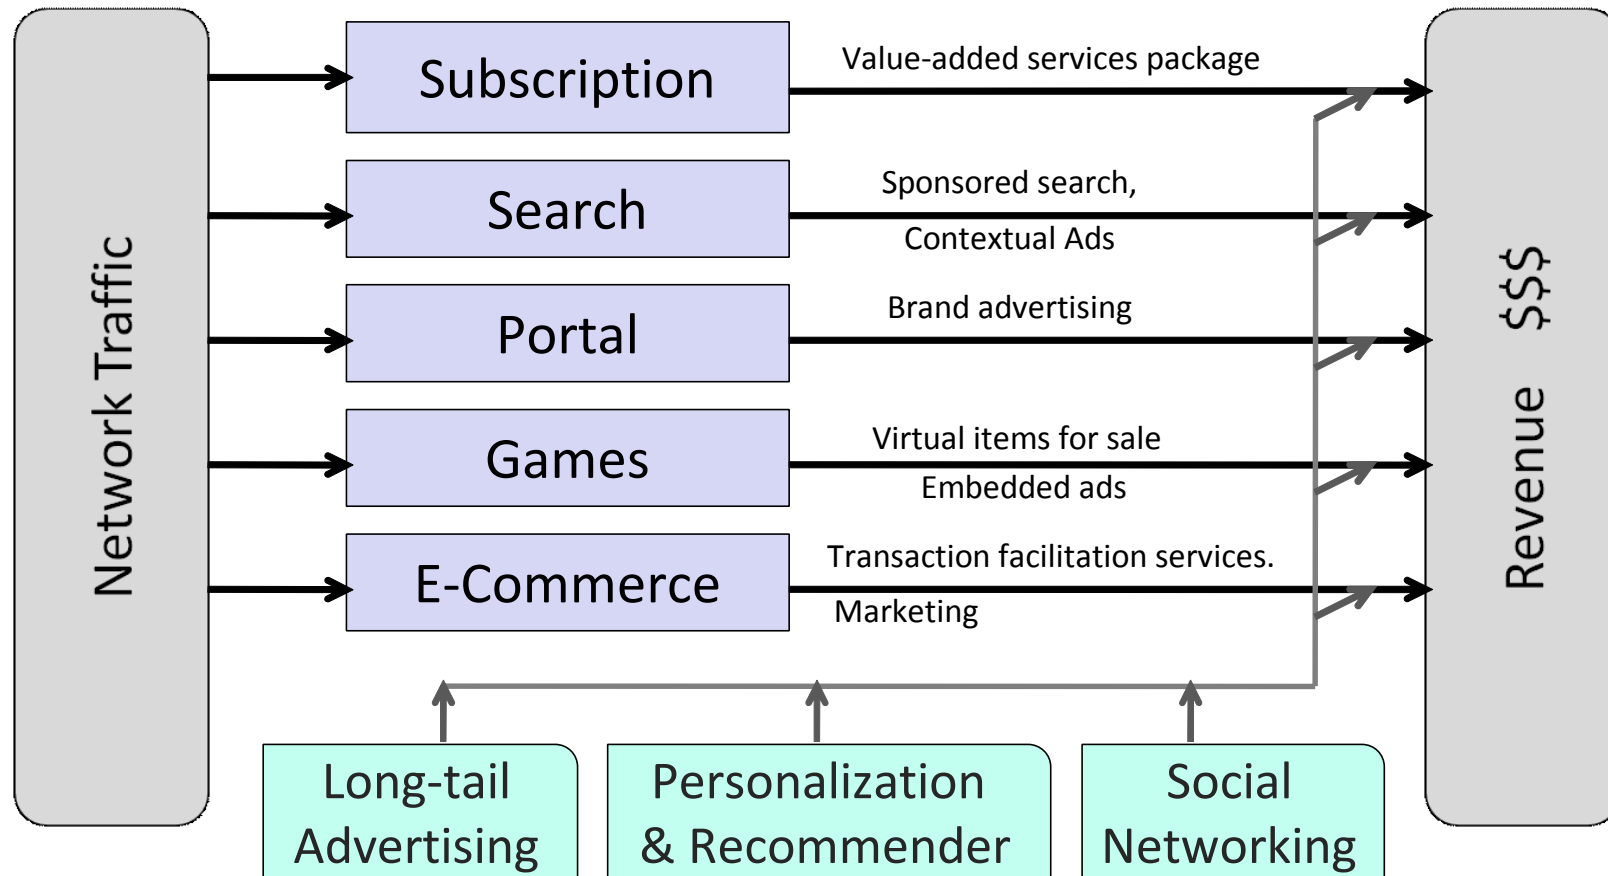 Network Traffic
Subscription
Value-added services package
Search
Sponsored search,
Contextual Ads
Portal
Brand advertising
Games
Virtual items for sale
Embedded ads
E-Commerce
Transaction facilitation services.
Marketing
Revenue $$$
Long-tail
Advertising
Personalization
& Recommender
Social
Networking